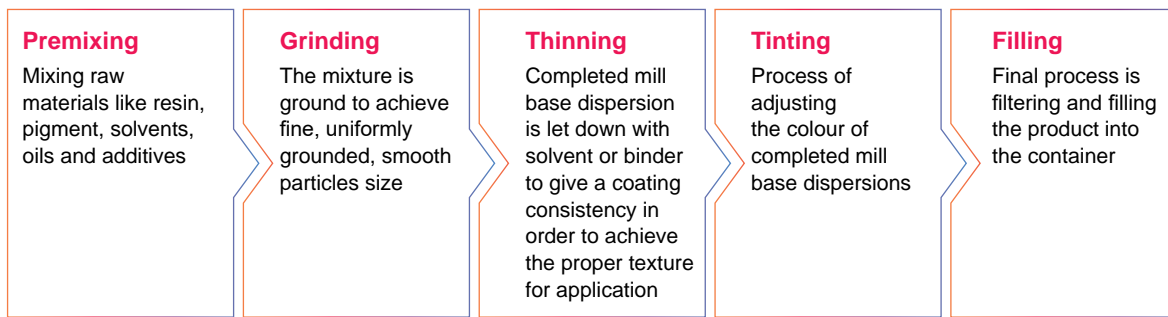 Premixing
Mixing raw
materials like resin,
pigment, solvents,
oils and additives
Grinding
The mixture is
ground to achieve
fine, uniformly
grounded, smooth
particles size
Thinning
Completed mill
base dispersion
is let down with
solvent or binder
to give a coating
consistency in
order to achieve
the proper texture
for application
Tinting
Process of
adjusting
the colour of
completed mill
base dispersions
Filling
Final process is
filtering and filling
the product into
the container